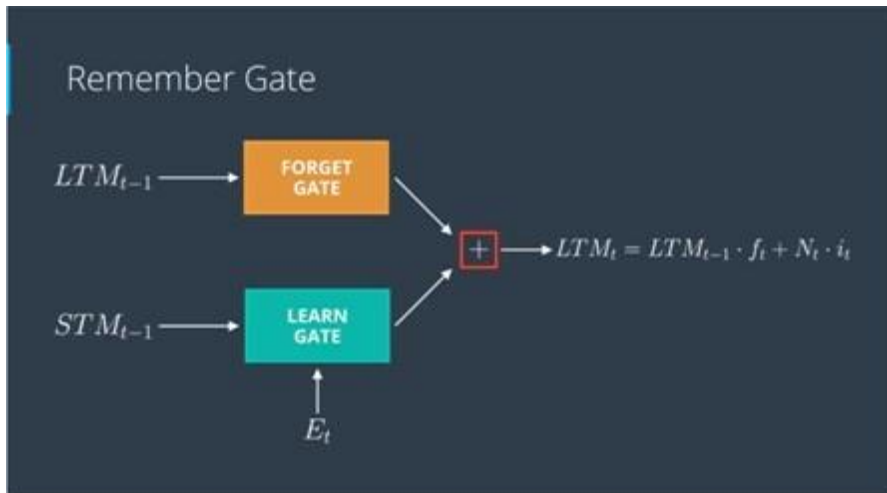 Remember Gate
LTM_{t-1}
FORGET
GATE
+
LTM_t = LTM_{t-1} · f_t + N_t · i_t
STM_{t-1}
LEARN
GATE
E_t